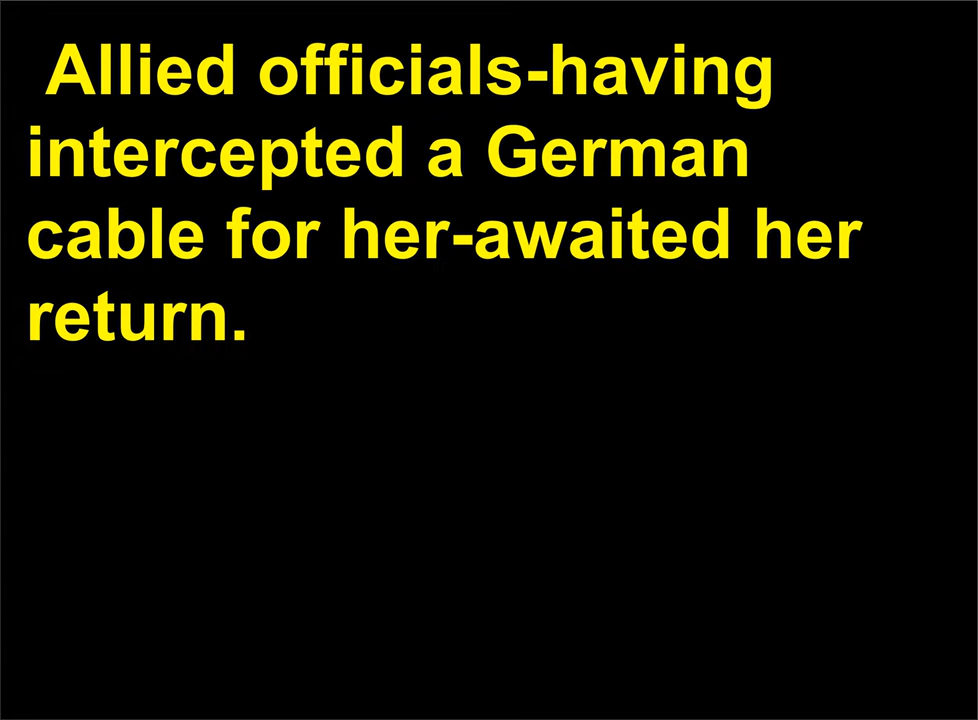 Allied officials-having
intercepted a German
cable for her-awaited her
return.